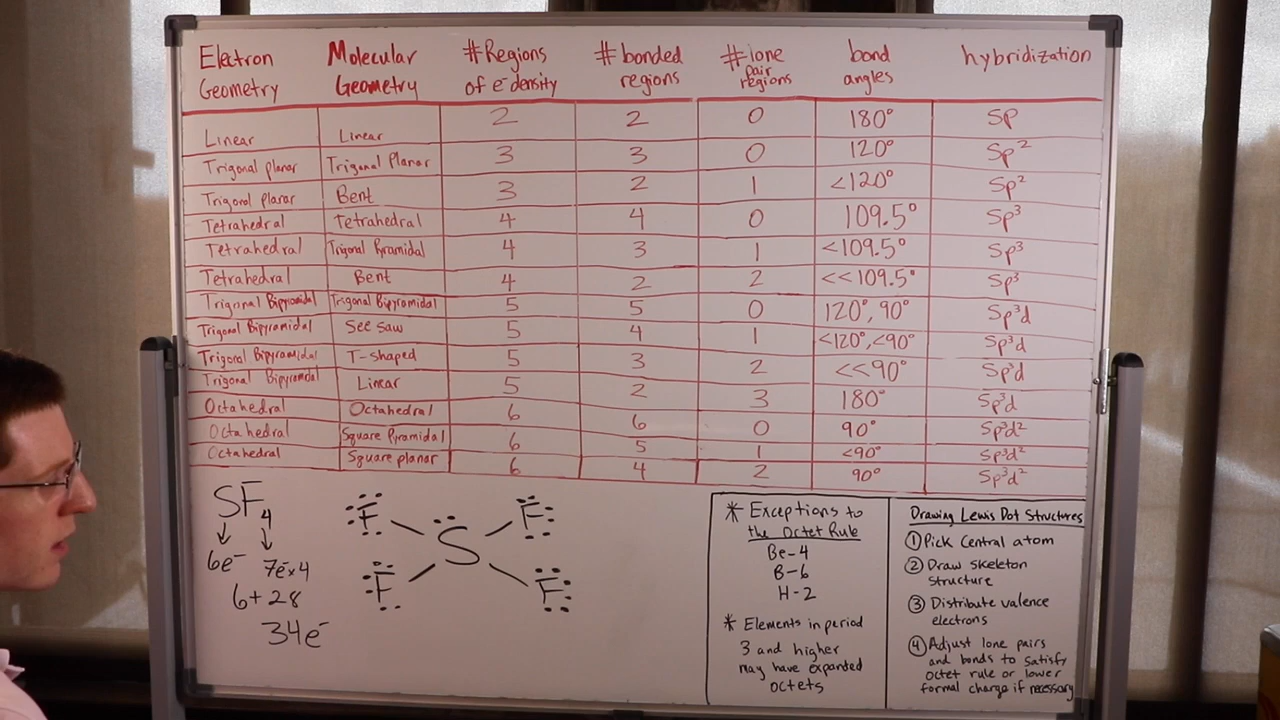 Electron Geometry | Molecular Geometry | # Regions of e⁻ density | # bonded regions | # lone pair regions | bond angles | hybridization
Linear | Linear | 2 | 2 | 0 | 180° | Sp
Trigonal planar | Trigonal Planar | 3 | 3 | 0 | 120° | Sp²
Trigonal planar | Bent | 3 | 2 | 1 | <120° | Sp²
Tetrahedral | Tetrahedral | 4 | 4 | 0 | 109.5° | Sp³
Tetrahedral | Trigonal Pyramidal | 4 | 3 | 1 | <109.5° | Sp³
Tetrahedral | Bent | 4 | 2 | 2 | <<109.5° | Sp³
Trigonal Bipyramidal | Trigonal Bipyramidal | 5 | 5 | 0 | 120°, 90° | Sp³d
Trigonal Bipyramidal | See saw | 5 | 4 | 1 | <120°, <90° | Sp³d
Trigonal Bipyramidal | T-shaped | 5 | 3 | 2 | <<90° | Sp³d
Trigonal Bipyramidal | Linear | 5 | 2 | 3 | 180° | Sp³d
Octahedral | Octahedral | 6 | 6 | 0 | 90° | Sp³d²
Octahedral | Square Pyramidal | 6 | 5 | 1 | <90° | Sp³d²
Octahedral | Square planar | 6 | 4 | 2 | 90° | Sp³d²
SF₄
6e⁻ 7e⁻x4
6+28
34e⁻
F F
S
F F
* Exceptions to
the Octet Rule
Be-4
B-6
H-2
* Elements in period
3 and higher
may have expanded
octets
Drawing Lewis Dot Structures
① Pick Central atom
② Draw skeleton
structure
③ Distribute valence
electrons
④ Adjust lone pairs
and bonds to satisfy
octet rule or lower
formal charge if necessary